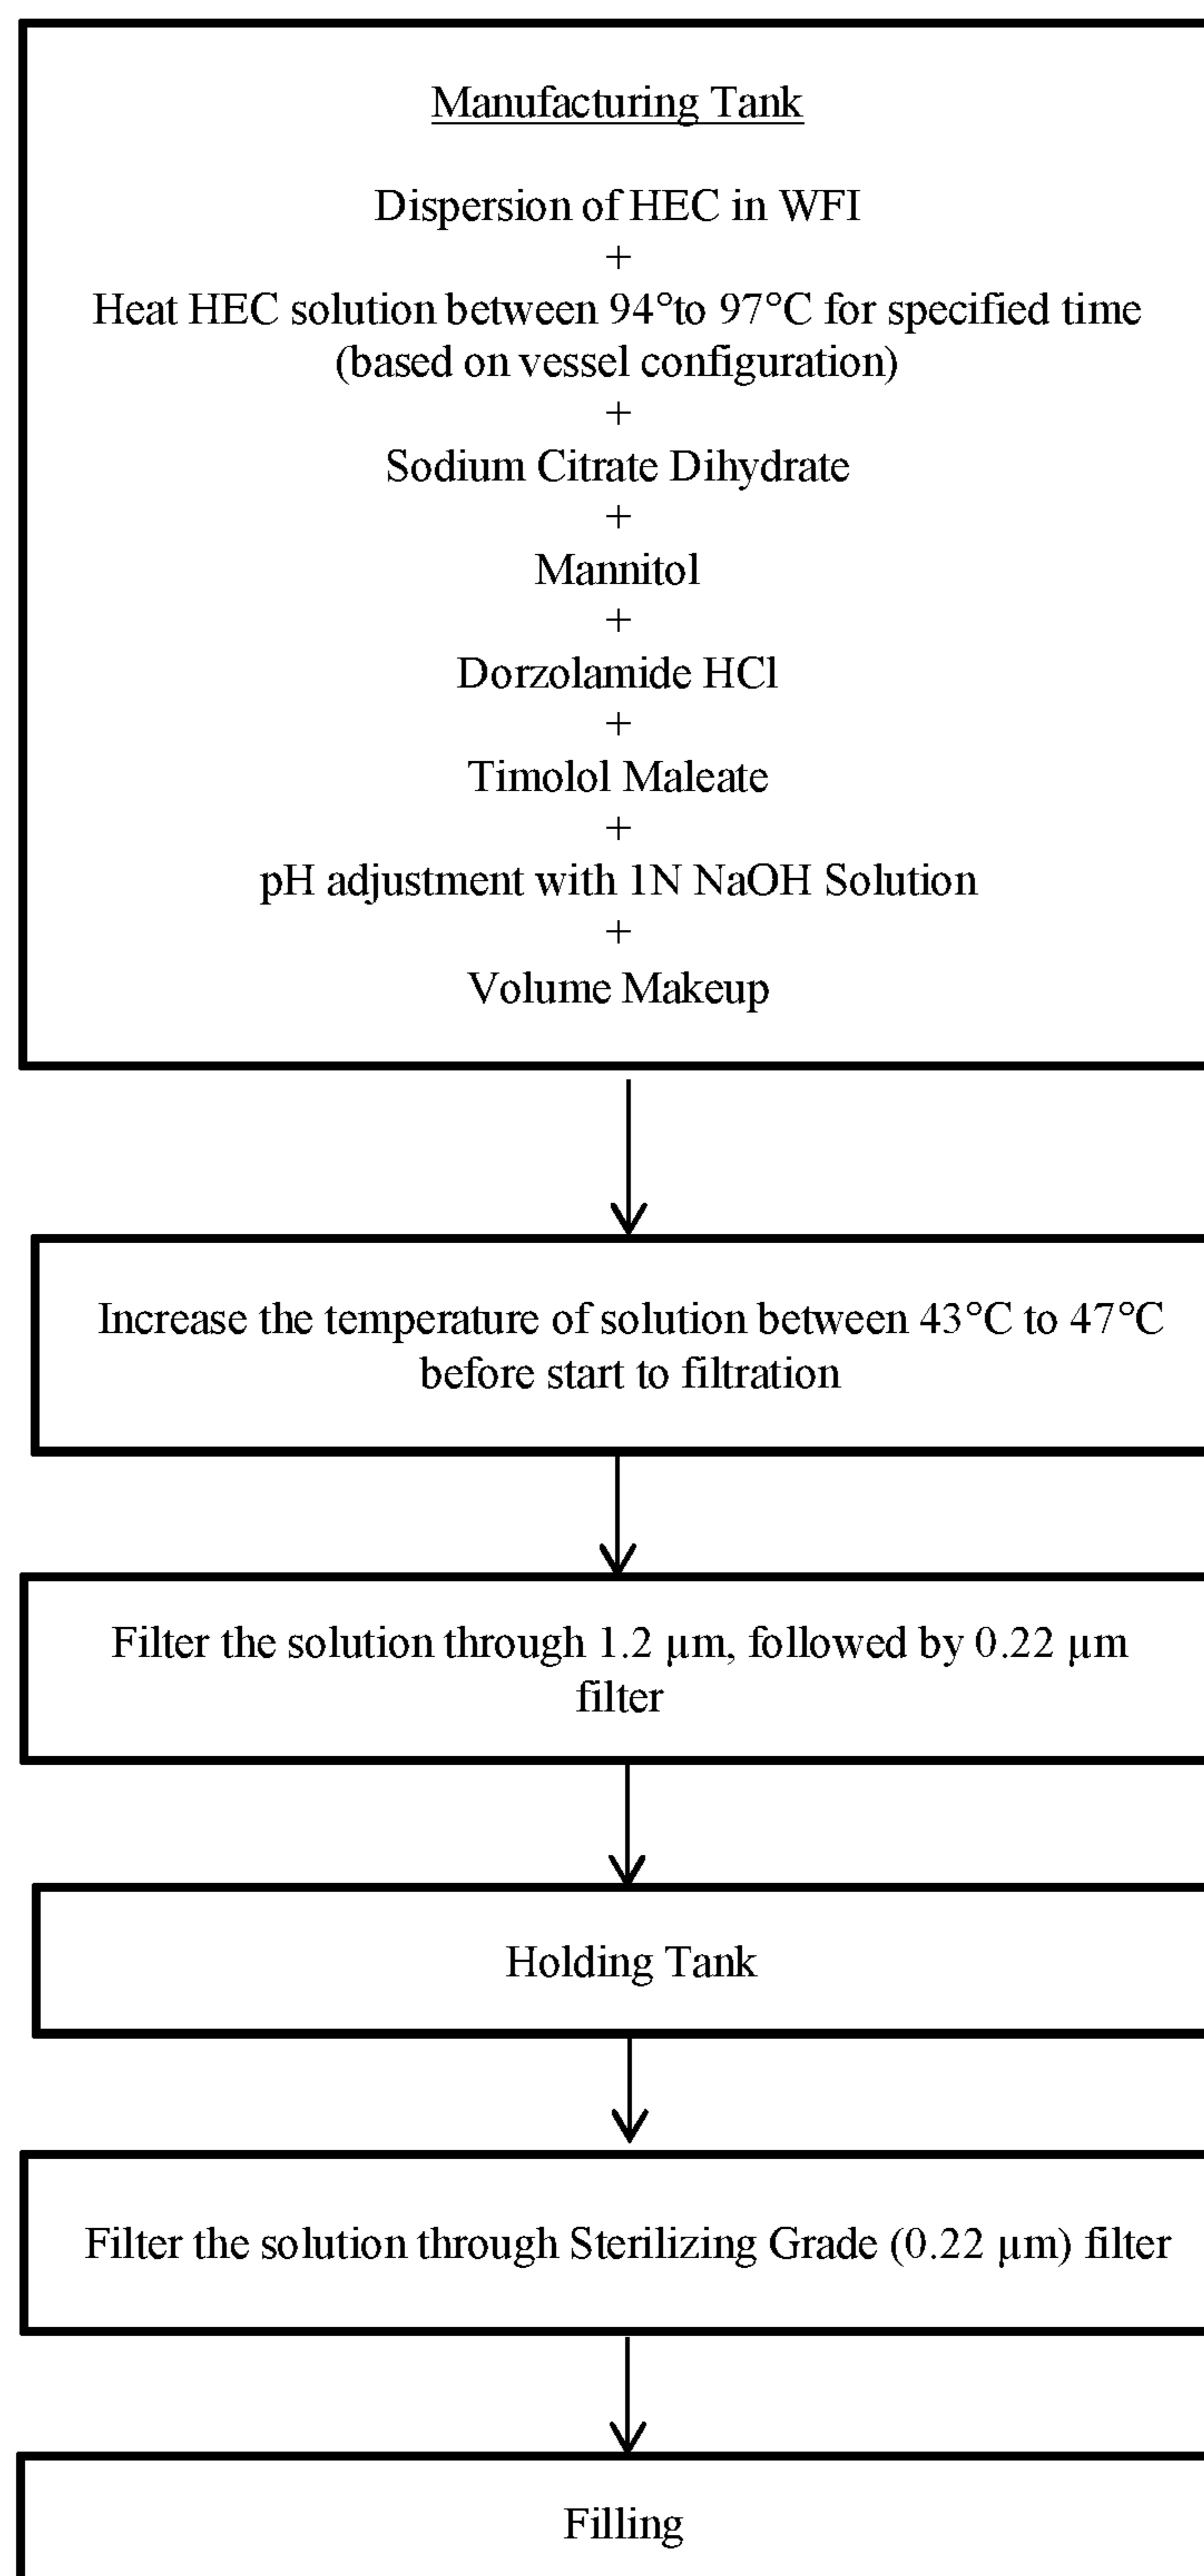 Manufacturing Tank
Dispersion of HEC in WFI
+
Heat HEC solution between 94°to 97°C for specified time
(based on vessel configuration)
+
Sodium Citrate Dihydrate
+
Mannitol
+
Dorzolamide HCl
+
Timolol Maleate
+
pH adjustment with 1N NaOH Solution
+
Volume Makeup
Increase the temperature of solution between 43°C to 47°C
before start to filtration
Filter the solution through 1.2 μm, followed by 0.22 μm
filter
Holding Tank
Filter the solution through Sterilizing Grade (0.22 μm) filter
Filling